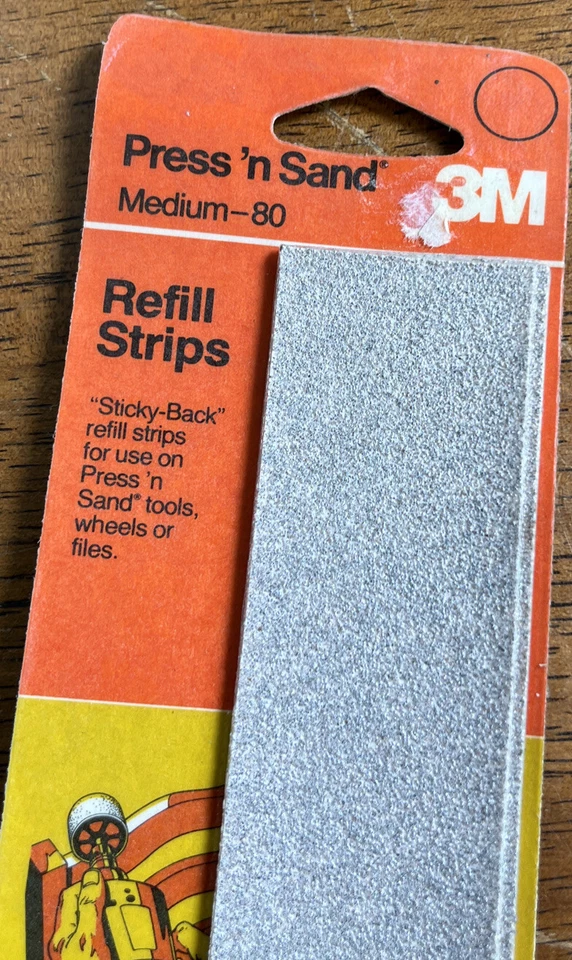 Press 'n Sand®
Medium–80
3M
Refill
Strips
“Sticky-Back”
refill strips
for use on
Press 'n
Sand® tools,
wheels or
files.